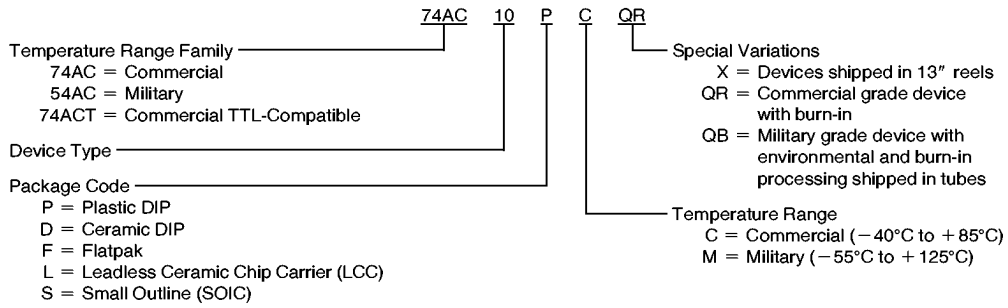 74AC 10 P C QR
Temperature Range Family
74AC = Commercial
54AC = Military
74ACT = Commercial TTL-Compatible
Device Type
Package Code
P = Plastic DIP
D = Ceramic DIP
F = Flatpak
L = Leadless Ceramic Chip Carrier (LCC)
S = Small Outline (SOIC)
Special Variations
X = Devices shipped in 13″ reels
QR = Commercial grade device
with burn-in
QB = Military grade device with
environmental and burn-in
processing shipped in tubes
Temperature Range
C = Commercial (−40°C to +85°C)
M = Military (−55°C to +125°C)